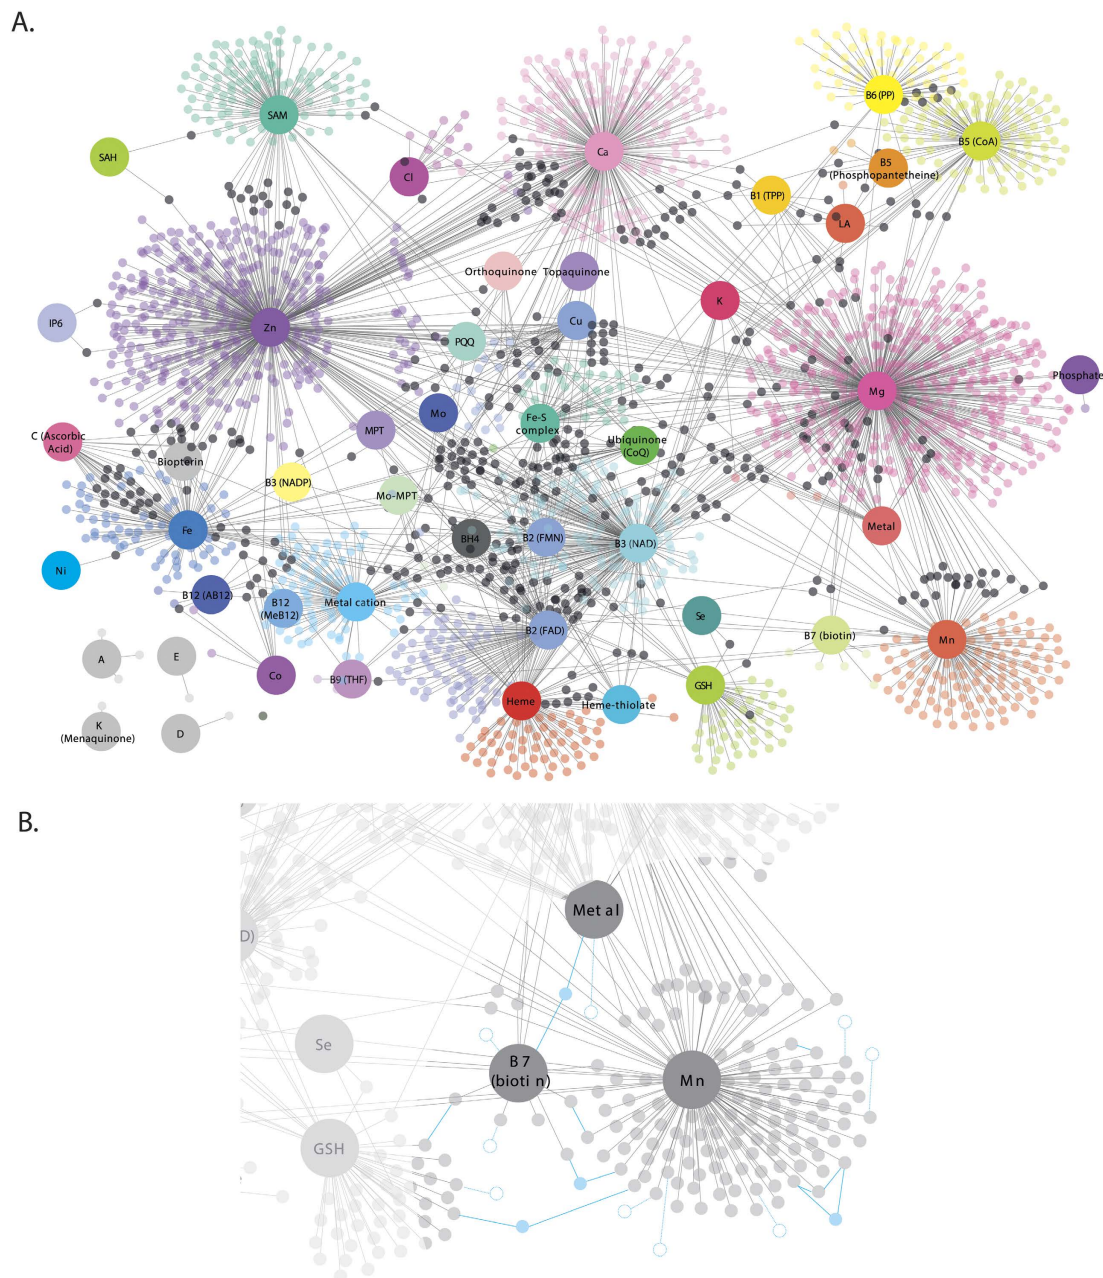 A.
SAM
SAH
Cl
Ca
B6 (PP)
B5 (CoA)
B5
(Phosphopantetheine)
B1 (TPP)
LA
Orthoquinone
Topaquinone
K
IP6
Zn
Cu
PQQ
Mg
Phosphate
Mo
MPT
Fe-S
complex
Ubiquinone
(CoQ)
C (Ascorbic
Acid)
Biopterin
B3 (NADP)
Mo-MPT
Fe
BH4
B2 (FMN)
B3 (NAD)
Metal
Ni
B12 (AB12)
B12
(MeB12)
Metal cation
B2 (FAD)
Se
B7 (biotin)
Mn
A
E
Co
B9 (THF)
Heme
Heme-thiolate
GSH
K
(Menaquinone)
D
B.
Metal
D)
Se
B7
(biotin)
Mn
GSH